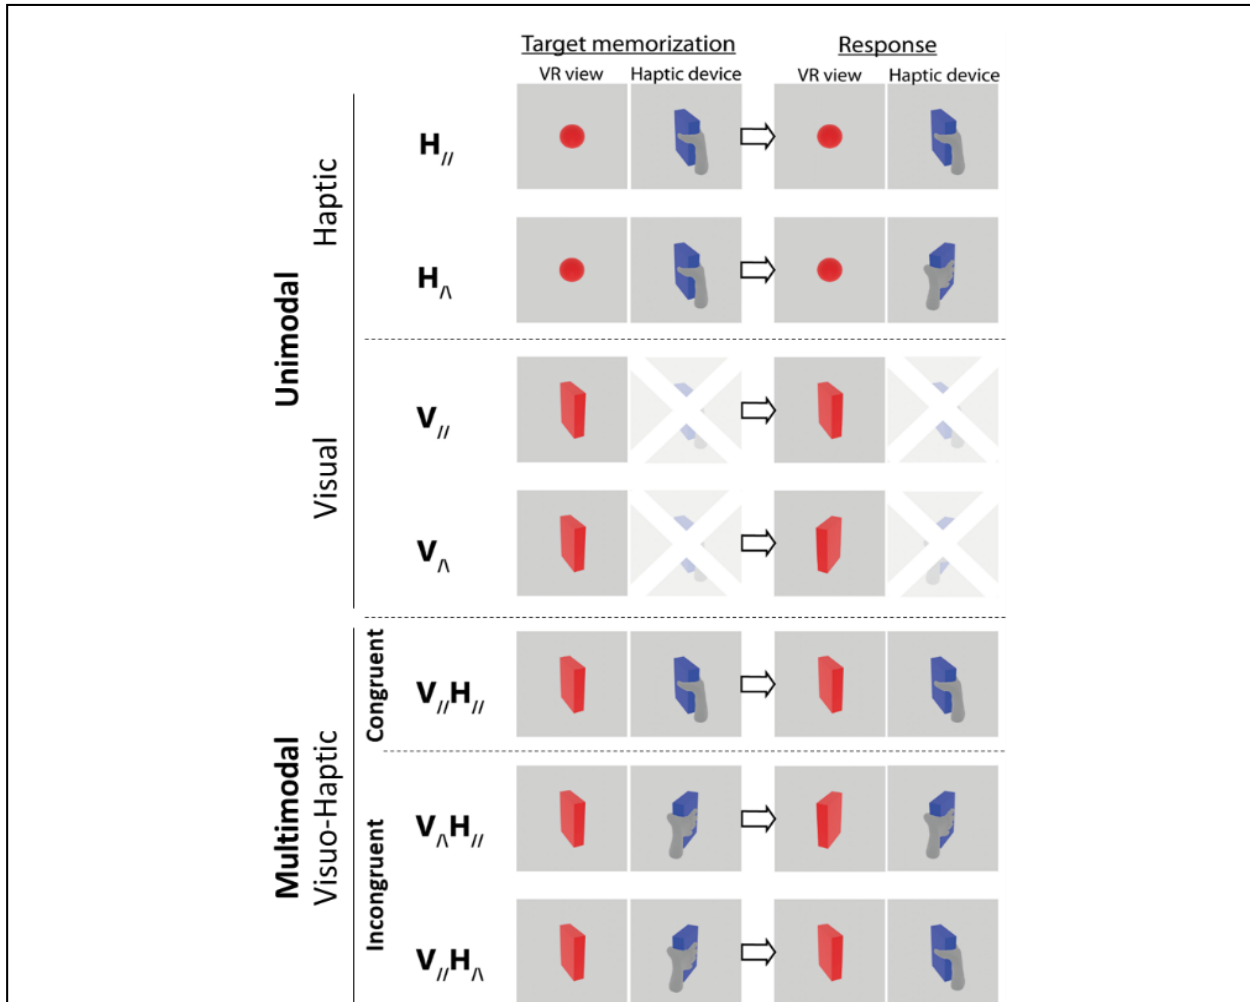 Target memorization Response
VR view Haptic device VR view Haptic device
Unimodal
Haptic
H//
H/\
Visual
V//
V/\
Multimodal
Visuo-Haptic
Congruent
V//H//
Incongruent
V/\H//
V//H/\